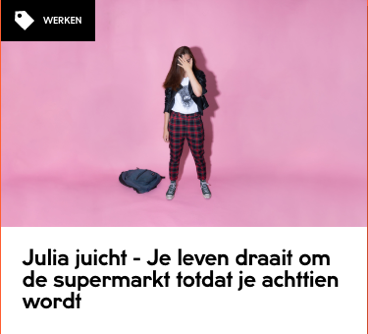 WERKEN
Julia juicht - Je leven draait om
de supermarkt totdat je achttien
wordt